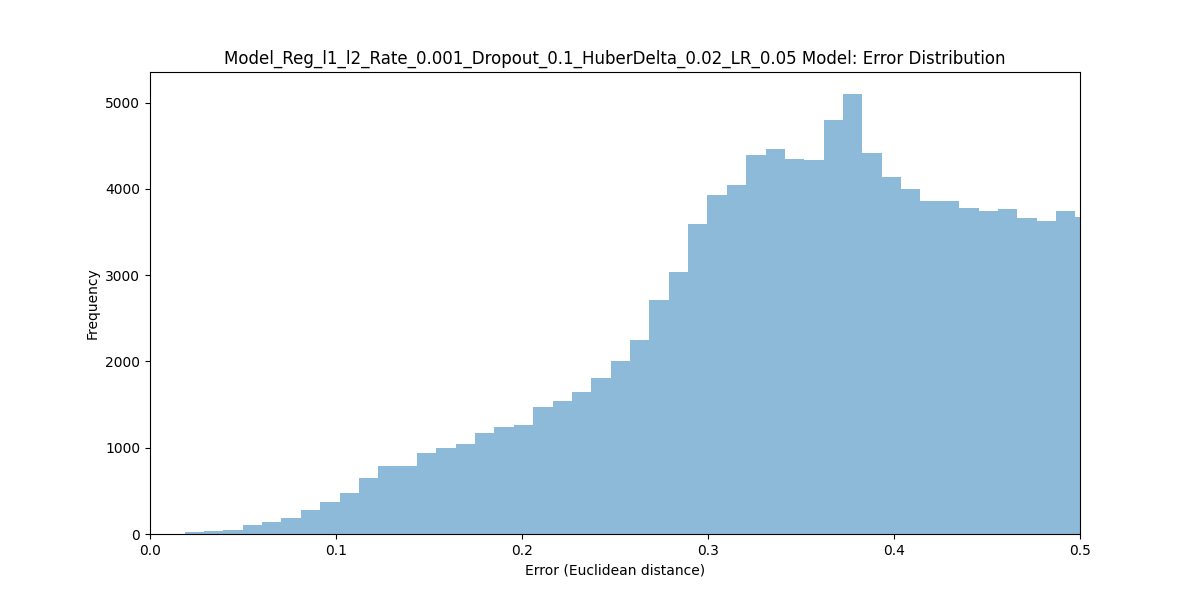 Model_Reg_l1_l2_Rate_0.001_Dropout_0.1_HuberDelta_0.02_LR_0.05 Model: Error Distribution
5000
4000
3000
2000
1000
0
Frequency
0.0 0.1 0.2 0.3 0.4 0.5
Error (Euclidean distance)